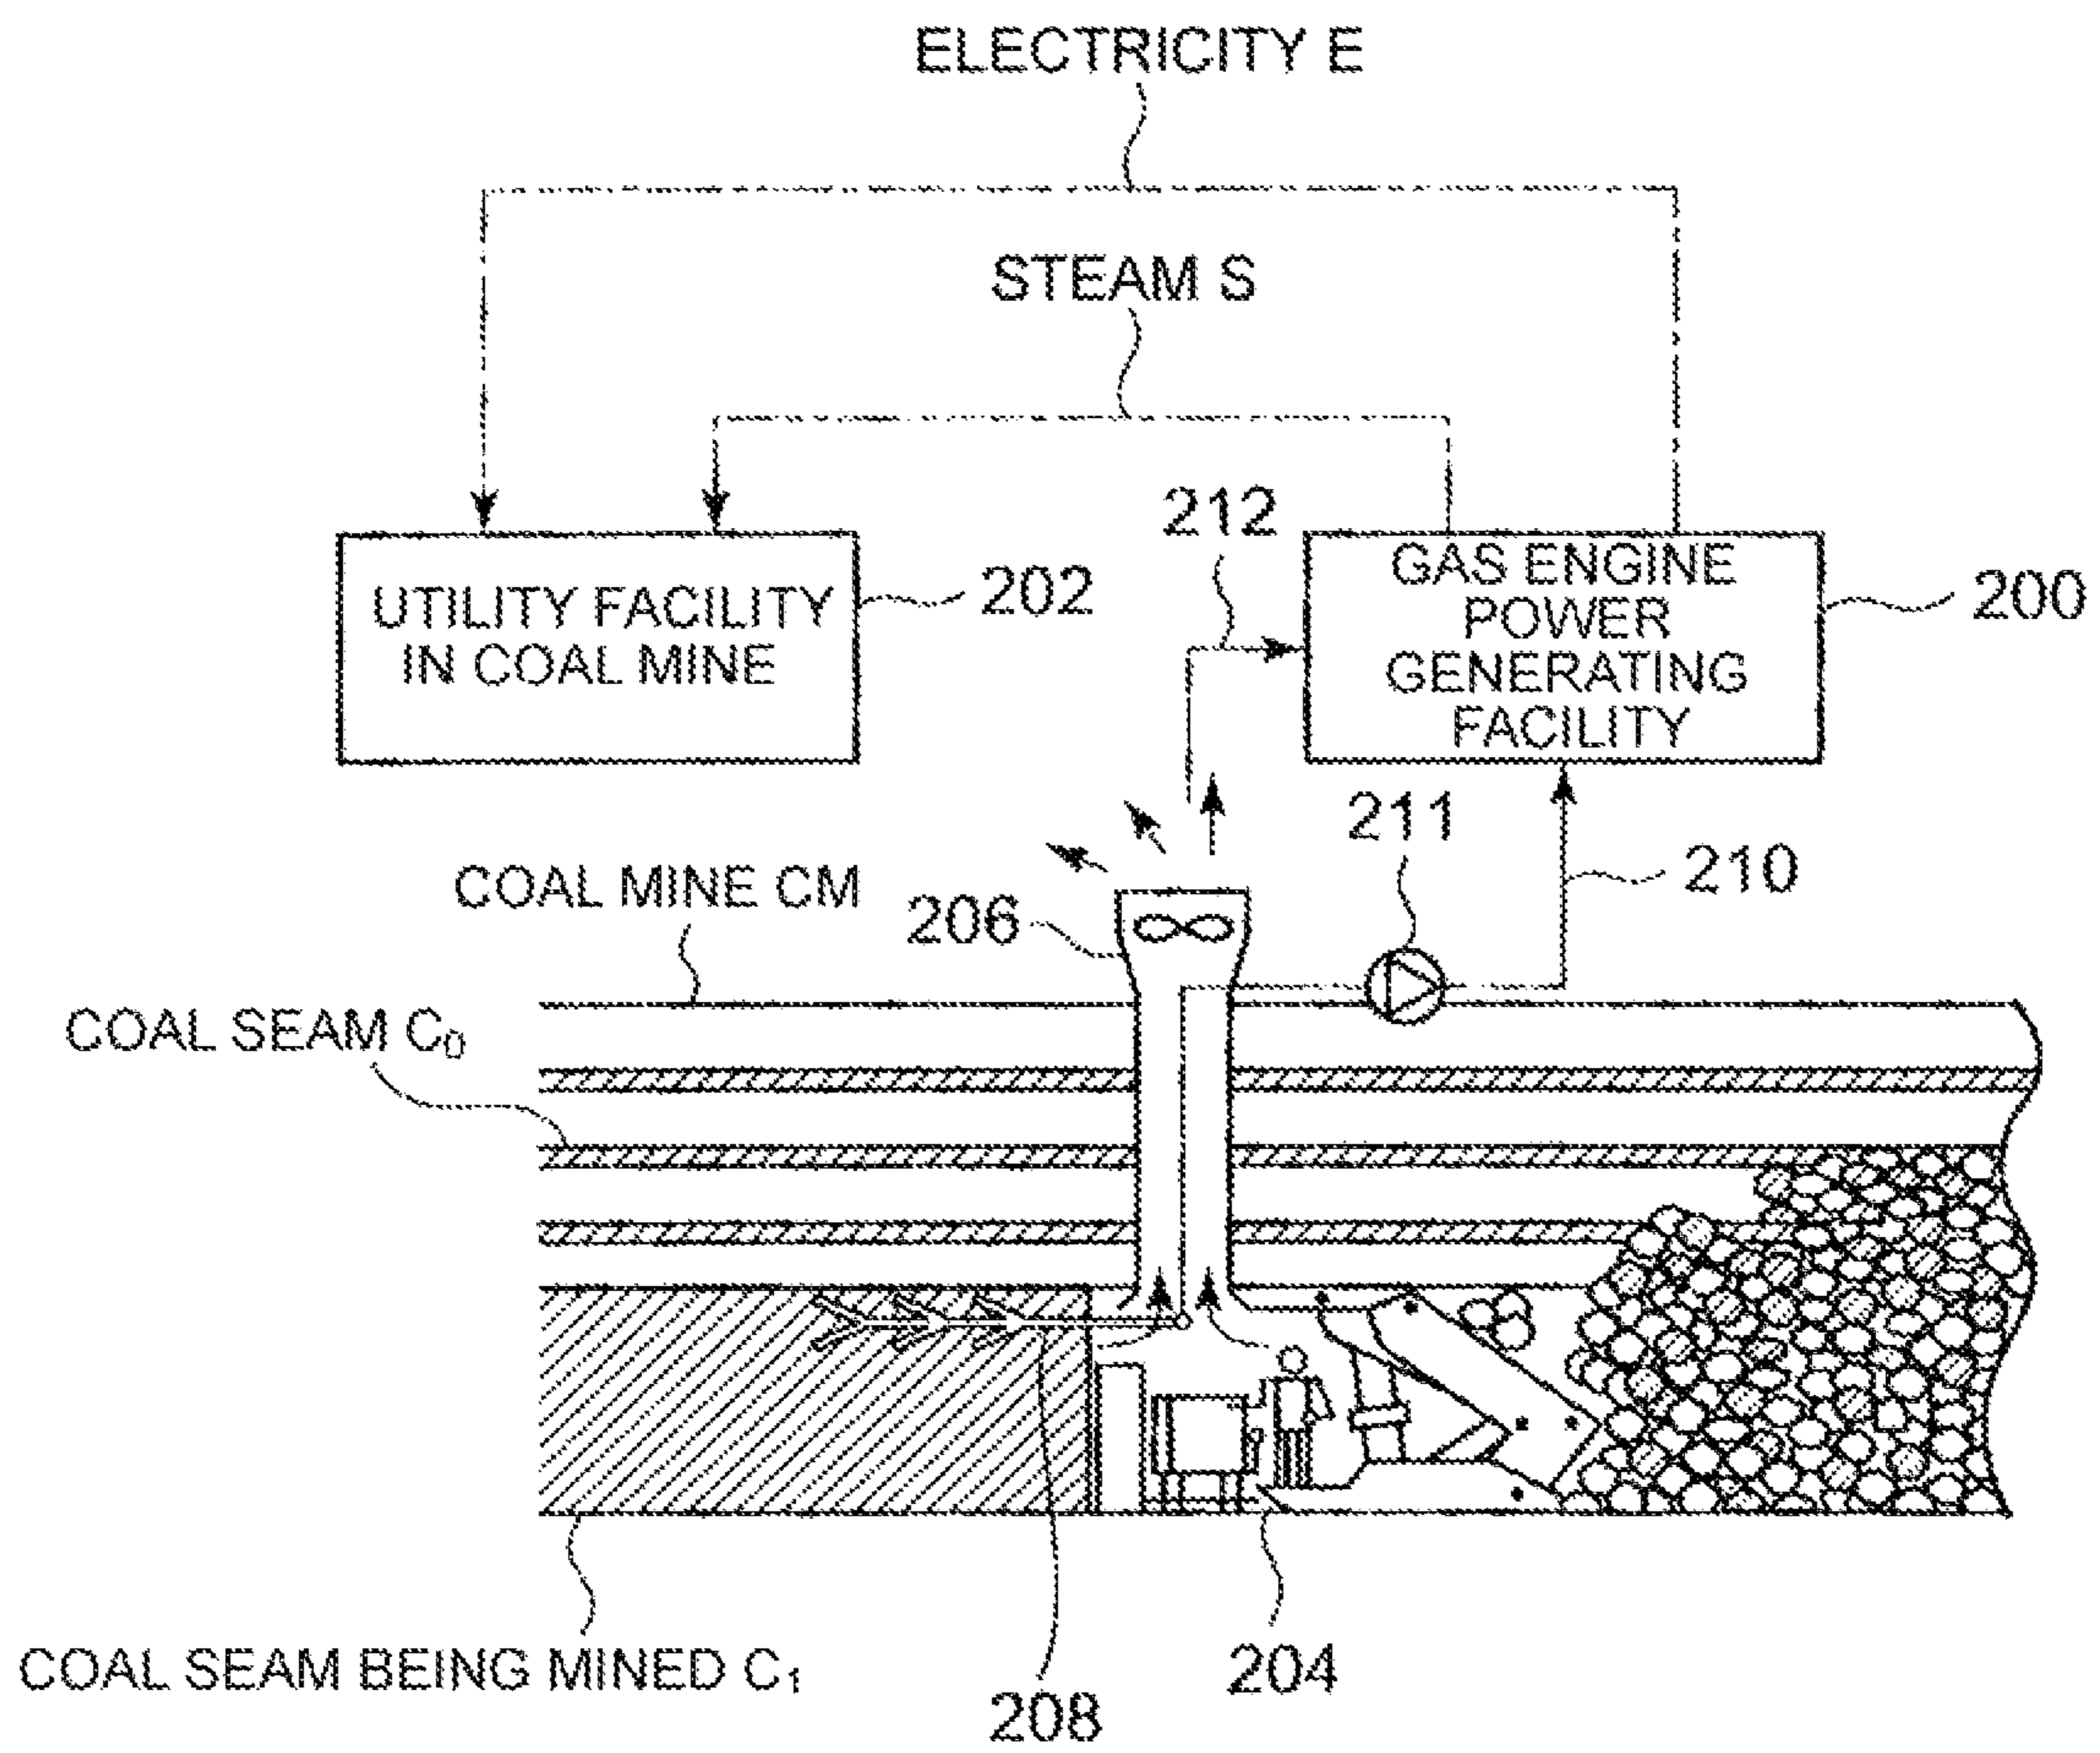 ELECTRICITY E
STEAM S
212
GAS ENGINE
POWER
GENERATING
FACILITY
200
UTILITY FACILITY
IN COAL MINE
202
211
210
COAL MINE CM
206
COAL SEAM C₀
COAL SEAM BEING MINED C₁
204
208